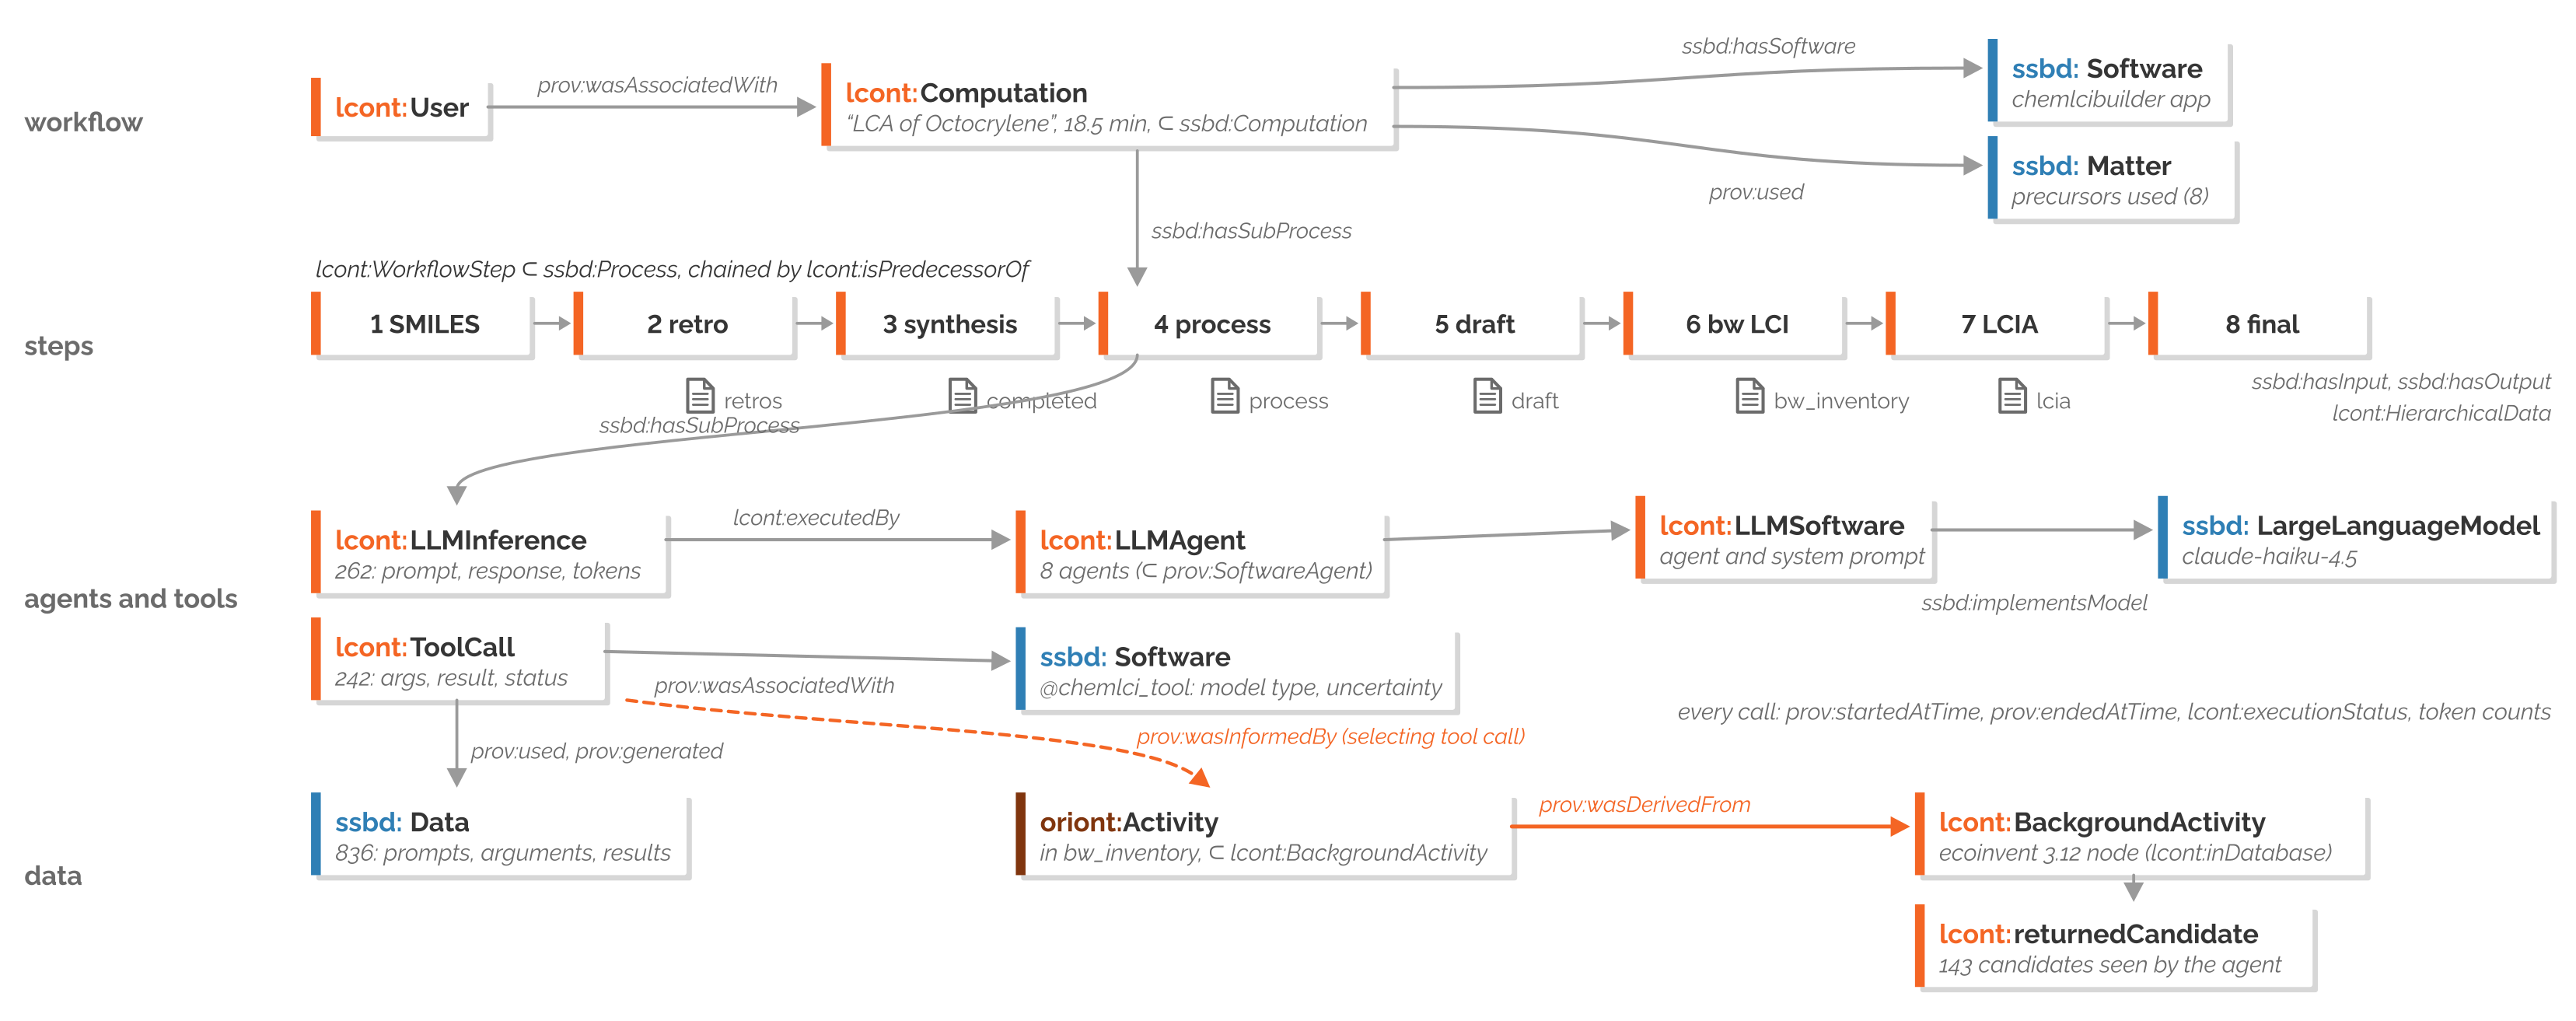 workflow
lcont:User
prov:wasAssociatedWith
lcont:Computation
“LCA of Octocrylene”, 18.5 min, ⊂ ssbd:Computation
ssbd:hasSoftware
ssbd: Software
chemlcibuilder app
prov:used
ssbd: Matter
precursors used (8)
ssbd:hasSubProcess
steps
lcont:WorkflowStep ⊂ ssbd:Process, chained by lcont:isPredecessorOf
1 SMILES
2 retro
3 synthesis
4 process
5 draft
6 bw LCI
7 LCIA
8 final
retros
completed
process
draft
bw_inventory
lcia
ssbd:hasInput, ssbd:hasOutput
lcont:HierarchicalData
ssbd:hasSubProcess
agents and tools
lcont:LLMInference
262: prompt, response, tokens
lcont:executedBy
lcont:LLMAgent
8 agents (⊂ prov:SoftwareAgent)
lcont:LLMSoftware
agent and system prompt
ssbd:implementsModel
ssbd: LargeLanguageModel
claude-haiku-4.5
lcont:ToolCall
242: args, result, status
prov:wasAssociatedWith
ssbd: Software
@chemlci_tool: model type, uncertainty
every call: prov:startedAtTime, prov:endedAtTime, lcont:executionStatus, token counts
prov:wasInformedBy (selecting tool call)
prov:used, prov:generated
data
ssbd: Data
836: prompts, arguments, results
oriont:Activity
in bw_inventory, ⊂ lcont:BackgroundActivity
prov:wasDerivedFrom
lcont:BackgroundActivity
ecoinvent 3.12 node (lcont:inDatabase)
lcont:returnedCandidate
143 candidates seen by the agent